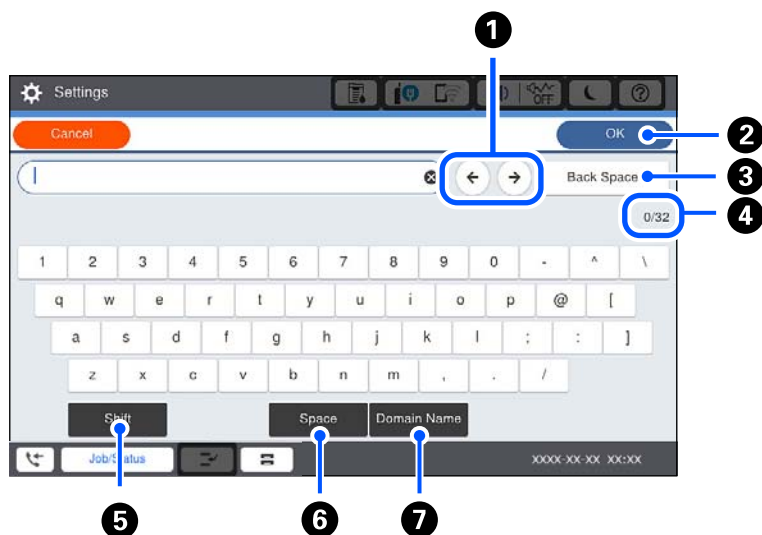 1
Settings
OFF
Cancel
OK
2
Back Space
3
0/32
4
1 2 3 4 5 6 7 8 9 0 - ^ \
q w e r t y u i o p @ [
a s d f g h j k l ; : ]
z x c v b n m , . /
Shift Space Domain Name
Job/Status
XXXX-XX-XX XX:XX
5 6 7